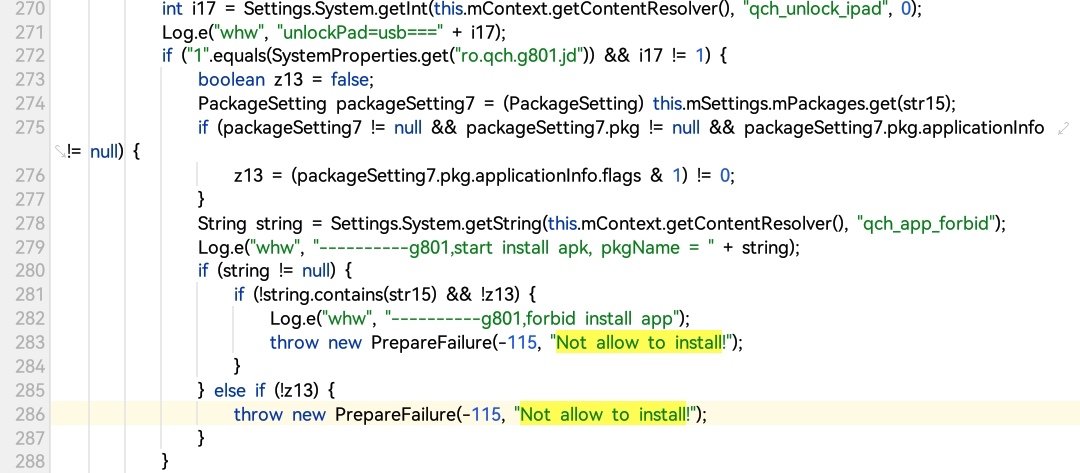 270 int i17 = Settings.System.getInt(this.mContext.getContentResolver(), "qch_unlock_ipad", 0);
271 Log.e("whw", "unlockPad=usb===" + i17);
272 if ("1".equals(SystemProperties.get("ro.qch.g801.jd")) && i17 != 1) {
273 boolean z13 = false;
274 PackageSetting packageSetting7 = (PackageSetting) this.mSettings.mPackages.get(str15);
275 if (packageSetting7 != null && packageSetting7.pkg != null && packageSetting7.pkg.applicationInfo
!= null) {
276 z13 = (packageSetting7.pkg.applicationInfo.flags & 1) != 0;
277 }
278 String string = Settings.System.getString(this.mContext.getContentResolver(), "qch_app_forbid");
279 Log.e("whw", "----------g801,start install apk, pkgName = " + string);
280 if (string != null) {
281 if (!string.contains(str15) && !z13) {
282 Log.e("whw", "----------g801,forbid install app");
283 throw new PrepareFailure(-115, "Not allow to install!");
284 }
285 } else if (!z13) {
286 throw new PrepareFailure(-115, "Not allow to install!");
287 }
288 }